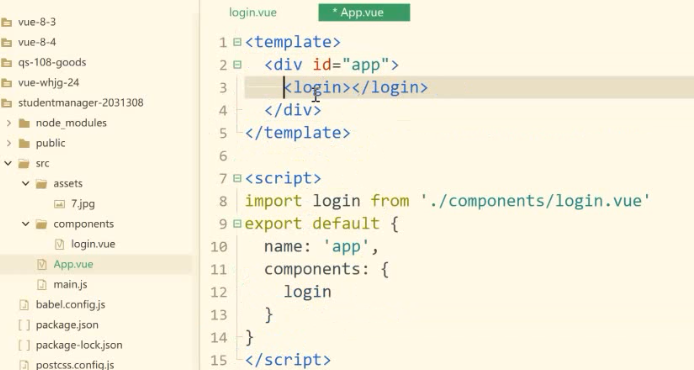 login.vue
* App.vue
vue-8-3
vue-8-4
qs-108-goods
vue-whjg-24
studentmanager-2031308
node_modules
public
src
assets
7.jpg
components
login.vue
App.vue
main.js
babel.config.js
package.json
package-lock.json
postcss.config.js
1 <template>
2 <div id="app">
3 <login></login>
4 </div>
5 </template>
6
7 <script>
8 import login from './components/login.vue'
9 export default {
10 name: 'app',
11 components: {
12 login
13 }
14 }
15 </script>